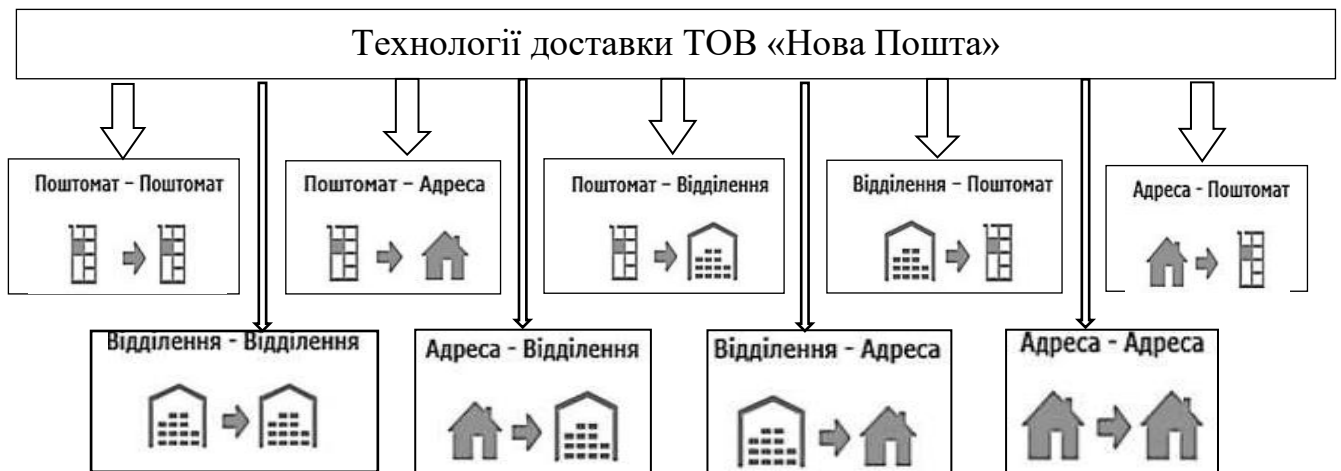 Технології доставки ТОВ «Нова Пошта»
Поштомат – Поштомат
Поштомат – Адреса
Поштомат – Відділення
Відділення – Поштомат
Адреса - Поштомат
Відділення - Відділення
Адреса - Відділення
Відділення - Адреса
Адреса - Адреса